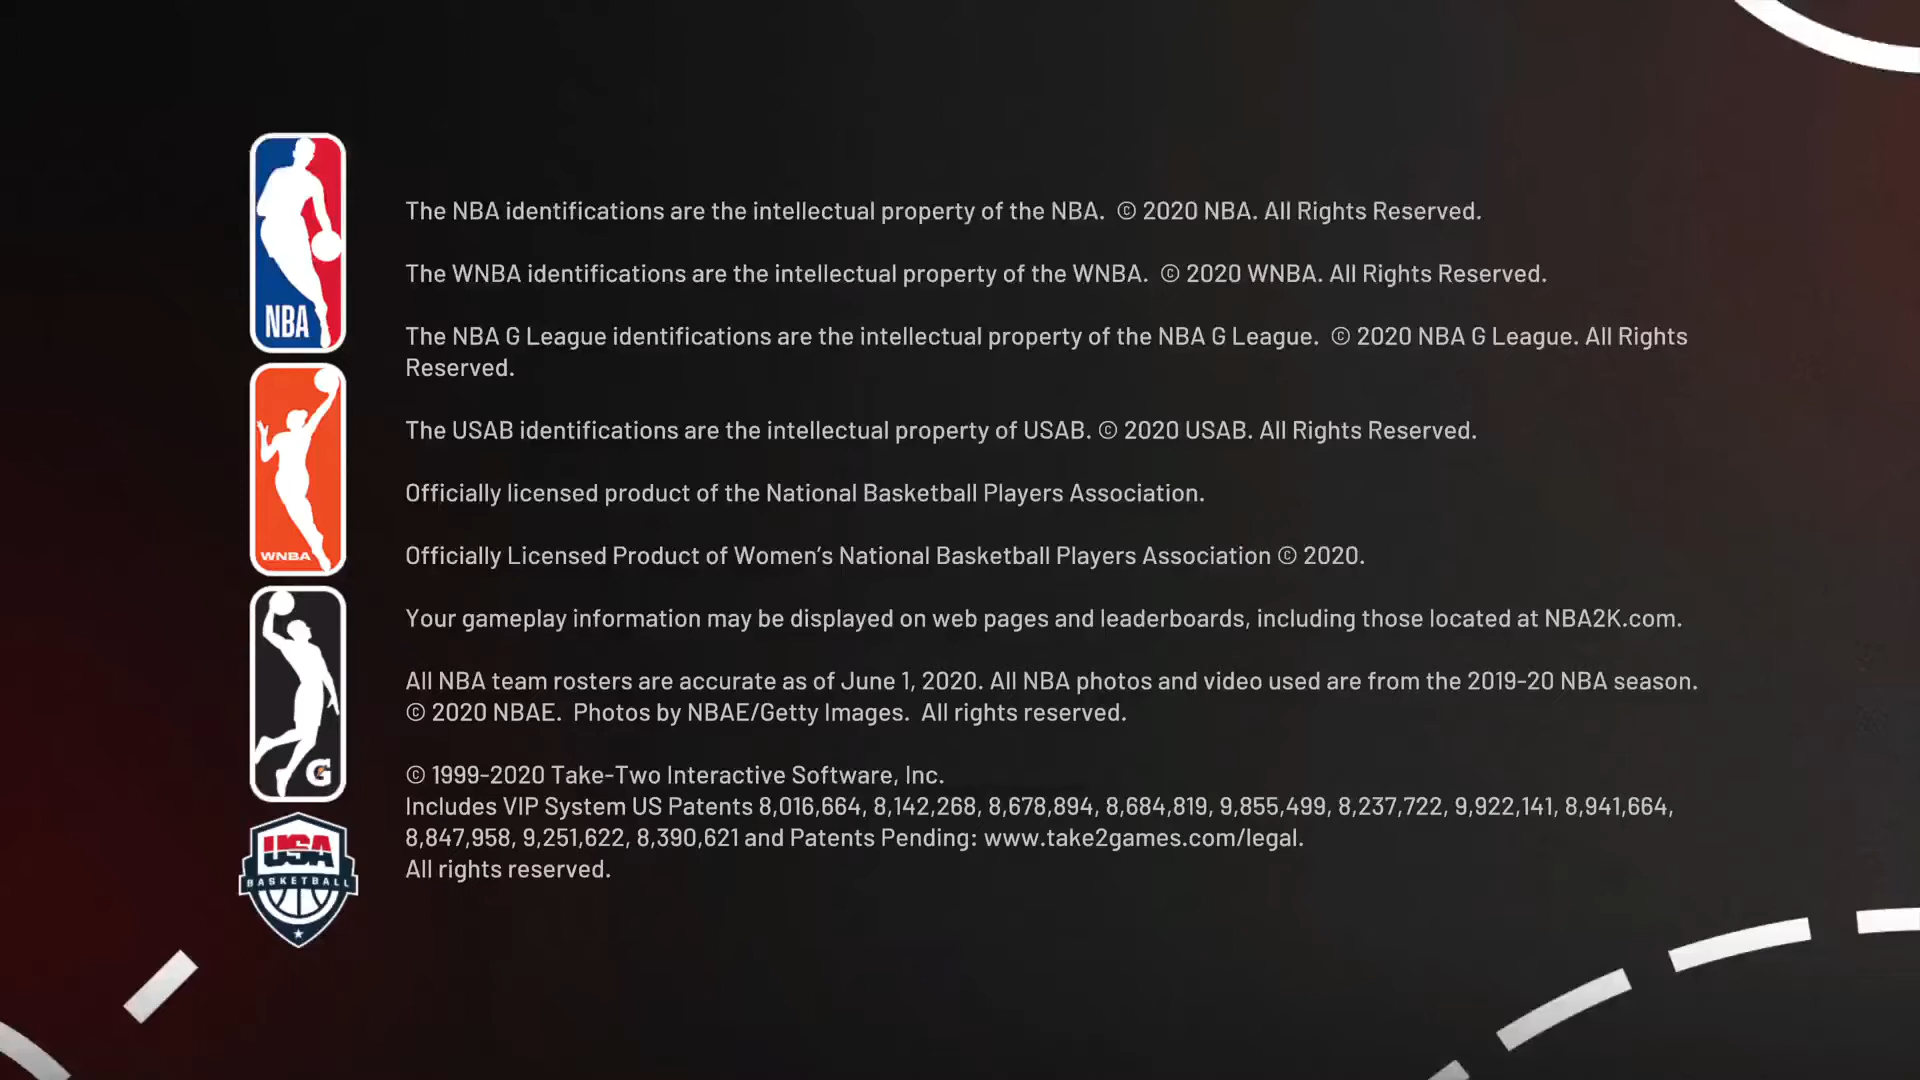 NBA
The NBA identifications are the intellectual property of the NBA.  © 2020 NBA. All Rights Reserved.
The WNBA identifications are the intellectual property of the WNBA.  © 2020 WNBA. All Rights Reserved.
The NBA G League identifications are the intellectual property of the NBA G League.  © 2020 NBA G League. All Rights
Reserved.
WNBA
The USAB identifications are the intellectual property of USAB. © 2020 USAB. All Rights Reserved.
Officially licensed product of the National Basketball Players Association.
Officially Licensed Product of Women’s National Basketball Players Association © 2020.
Your gameplay information may be displayed on web pages and leaderboards, including those located at NBA2K.com.
All NBA team rosters are accurate as of June 1, 2020. All NBA photos and video used are from the 2019-20 NBA season.
© 2020 NBAE.  Photos by NBAE/Getty Images.  All rights reserved.
G
© 1999-2020 Take-Two Interactive Software, Inc.
Includes VIP System US Patents 8,016,664, 8,142,268, 8,678,894, 8,684,819, 9,855,499, 8,237,722, 9,922,141, 8,941,664,
8,847,958, 9,251,622, 8,390,621 and Patents Pending: www.take2games.com/legal.
All rights reserved.
USA
BASKETBALL